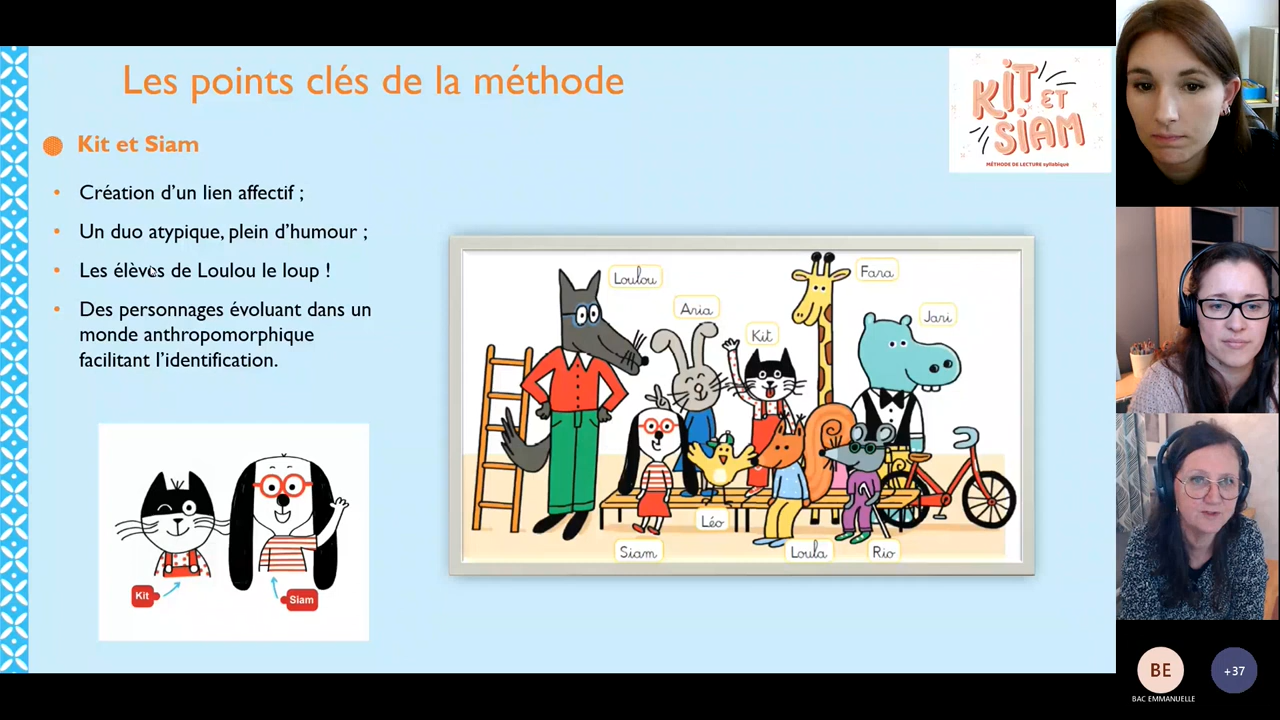 Les points clés de la méthode
KIT ET
SIAM
MÉTHODE DE LECTURE syllabique
Kit et Siam
• Création d'un lien affectif ;
• Un duo atypique, plein d'humour ;
• Les élèves de Loulou le loup !
• Des personnages évoluant dans un
monde anthropomorphique
facilitant l'identification.
Loulou
Aria
Kit
Fara
Jari
Siam
Léo
Loula
Rio
Kit
Siam
BE
+37
BAC EMMANUELLE